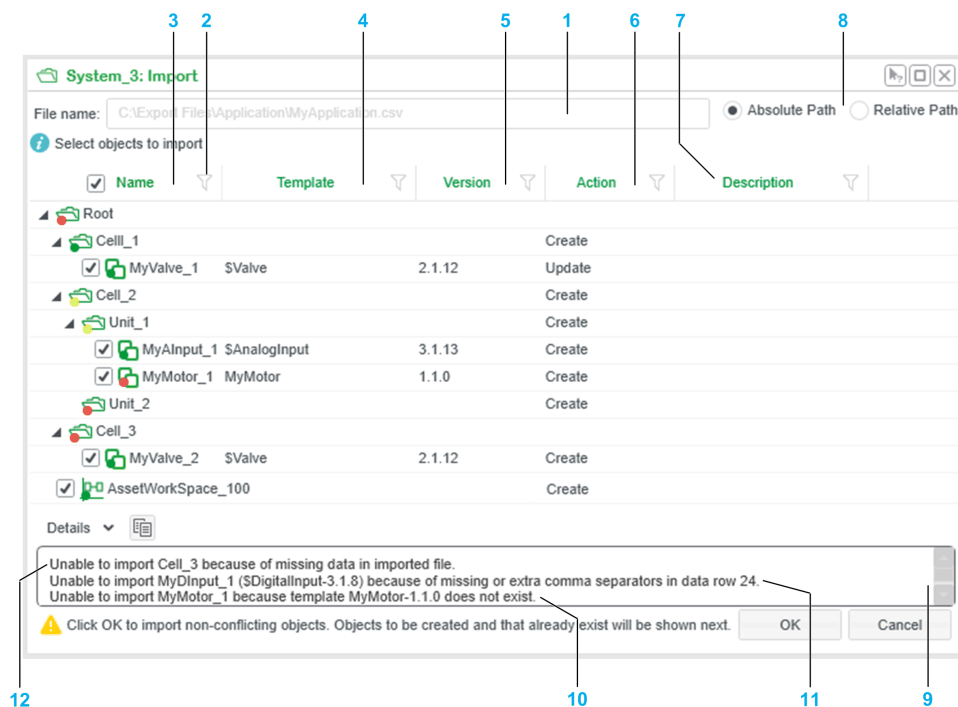 3 2 4 5 1 6 7 8
System_3: Import
File name: C:\Export Files\Application\MyApplication.csv Absolute Path Relative Path
Select objects to import
Name Template Version Action Description
Root
Celll_1 Create
MyValve_1 $Valve 2.1.12 Update
Cell_2 Create
Unit_1 Create
MyAInput_1 $AnalogInput 3.1.13 Create
MyMotor_1 MyMotor 1.1.0 Create
Unit_2 Create
Cell_3
MyValve_2 $Valve 2.1.12 Create
AssetWorkSpace_100 Create
Details
Unable to import Cell_3 because of missing data in imported file.
Unable to import MyDInput_1 ($DigitalInput-3.1.8) because of missing or extra comma separators in data row 24.
Unable to import MyMotor_1 because template MyMotor-1.1.0 does not exist.
Click OK to import non-conflicting objects. Objects to be created and that already exist will be shown next. OK Cancel
12 10 11 9